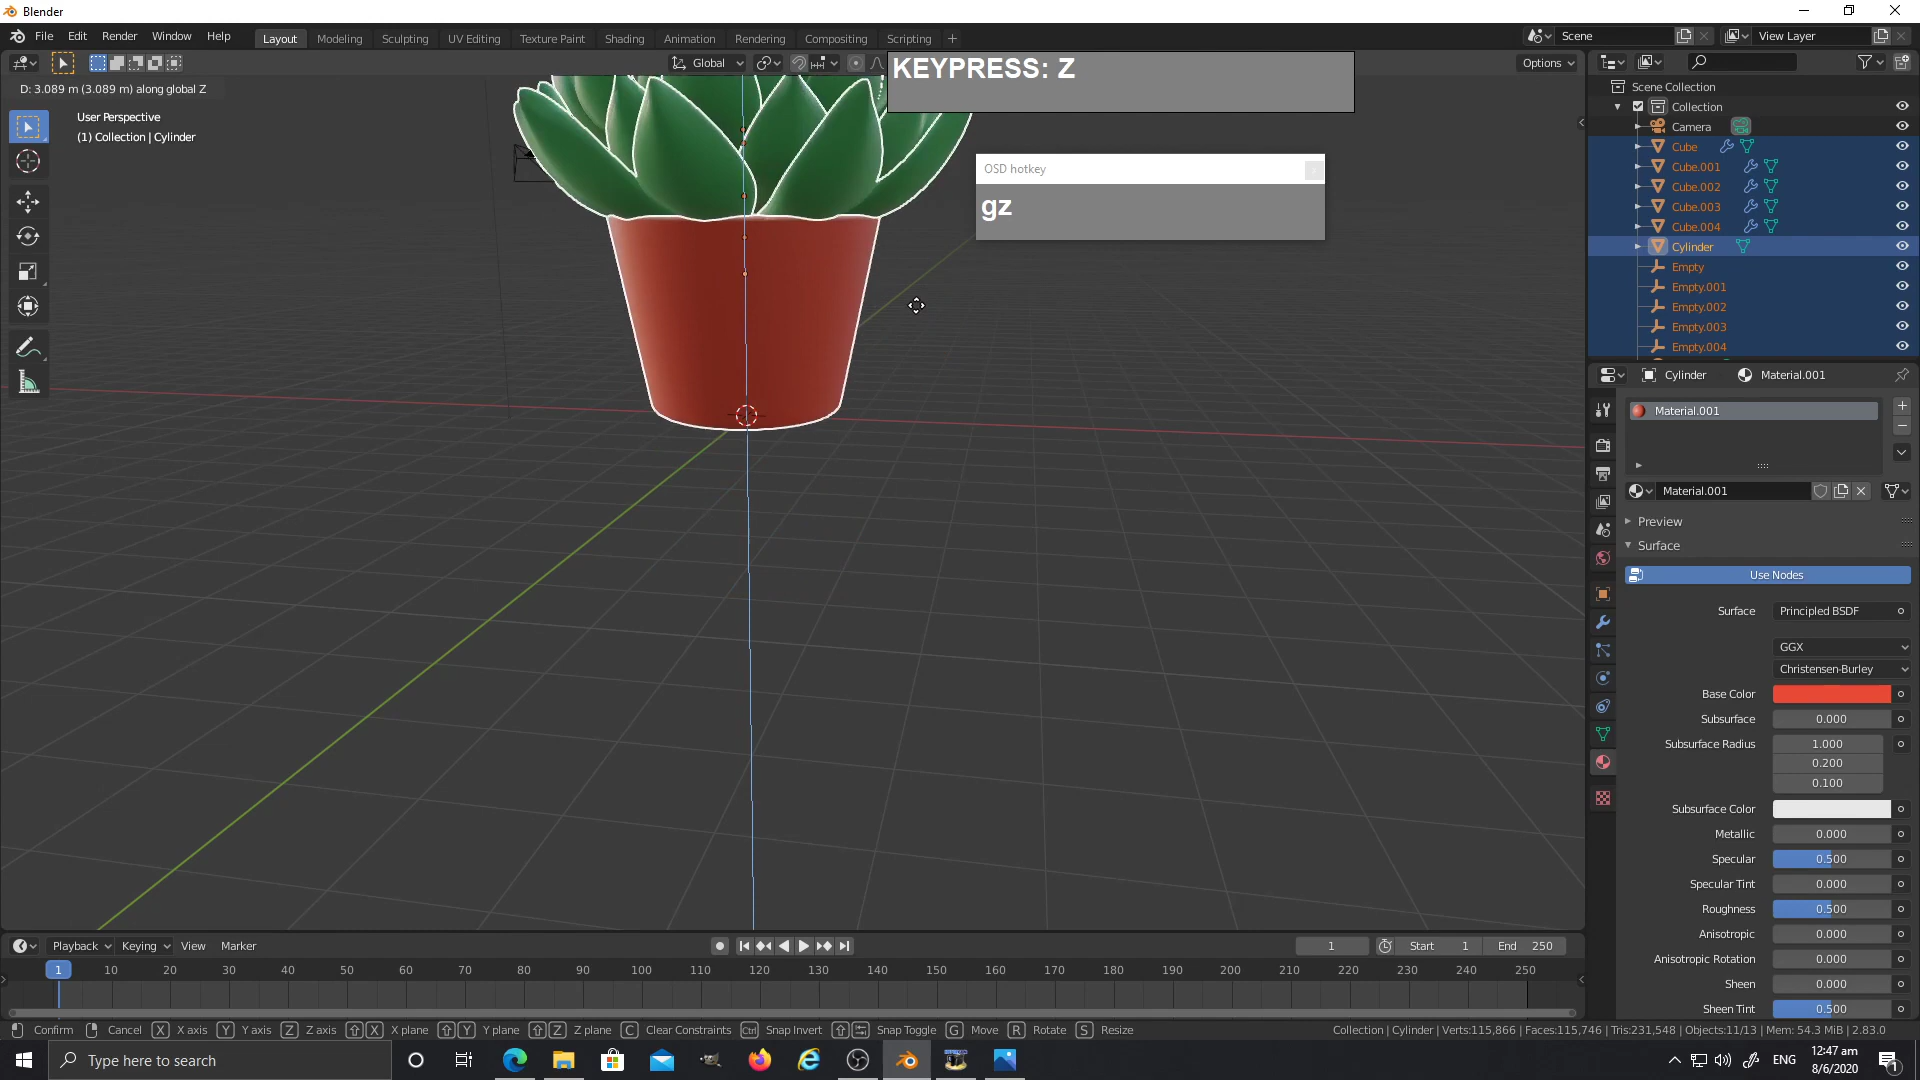 Blender
File Edit Render Window Help Layout Modeling Sculpting UV Editing Texture Paint Shading Animation Rendering Compositing Scripting + Scene View Layer
Global KEYPRESS: Z Options
D: 3.089 m (3.089 m) along global Z
User Perspective
(1) Collection | Cylinder
OSD hotkey
gz
Scene Collection
Collection
Camera
Cube
Cube.001
Cube.002
Cube.003
Cube.004
Cylinder
Empty
Empty.001
Empty.002
Empty.003
Empty.004
Cylinder Material.001
Material.001
Material.001
Preview
Surface
Use Nodes
Surface Principled BSDF
GGX
Christensen-Burley
Base Color
Subsurface 0.000
Subsurface Radius 1.000
0.200
0.100
Subsurface Color
Metallic 0.000
Specular 0.500
Specular Tint 0.000
Roughness 0.500
Anisotropic 0.000
Anisotropic Rotation 0.000
Sheen 0.000
Sheen Tint 0.500
Playback Keying View Marker 1 Start 1 End 250
1 10 20 30 40 50 60 70 80 90 100 110 120 130 140 150 160 170 180 190 200 210 220 230 240 250
Confirm Cancel X X axis Y Y axis Z Z axis X X plane Y Y plane Z Z plane C Clear Constraints Ctrl Snap Invert Snap Toggle G Move R Rotate S Resize Collection | Cylinder | Verts:115,866 | Faces:115,746 | Tris:231,548 | Objects:11/13 | Mem: 54.3 MiB | 2.83.0
Type here to search ENG 12:47 am
8/6/2020 1